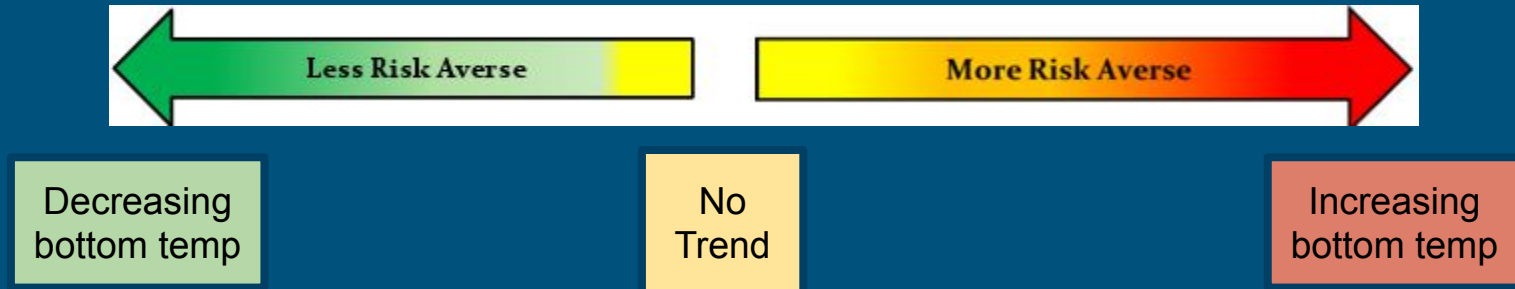 Less Risk Averse
More Risk Averse
Decreasing
bottom temp
No
Trend
Increasing
bottom temp